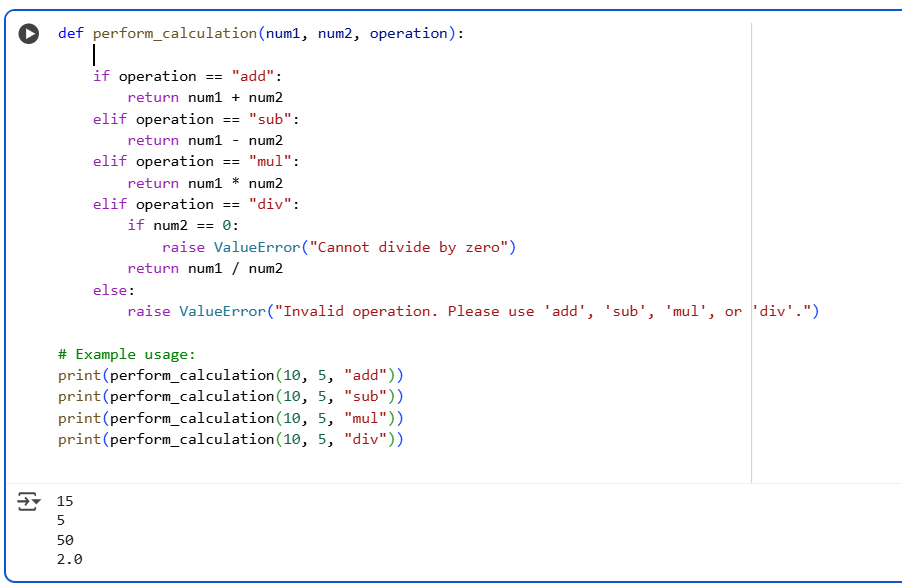 def perform_calculation(num1, num2, operation):
    if operation == "add":
        return num1 + num2
    elif operation == "sub":
        return num1 - num2
    elif operation == "mul":
        return num1 * num2
    elif operation == "div":
        if num2 == 0:
            raise ValueError("Cannot divide by zero")
        return num1 / num2
    else:
        raise ValueError("Invalid operation. Please use 'add', 'sub', 'mul', or 'div'.")
# Example usage:
print(perform_calculation(10, 5, "add"))
print(perform_calculation(10, 5, "sub"))
print(perform_calculation(10, 5, "mul"))
print(perform_calculation(10, 5, "div"))
15
5
50
2.0